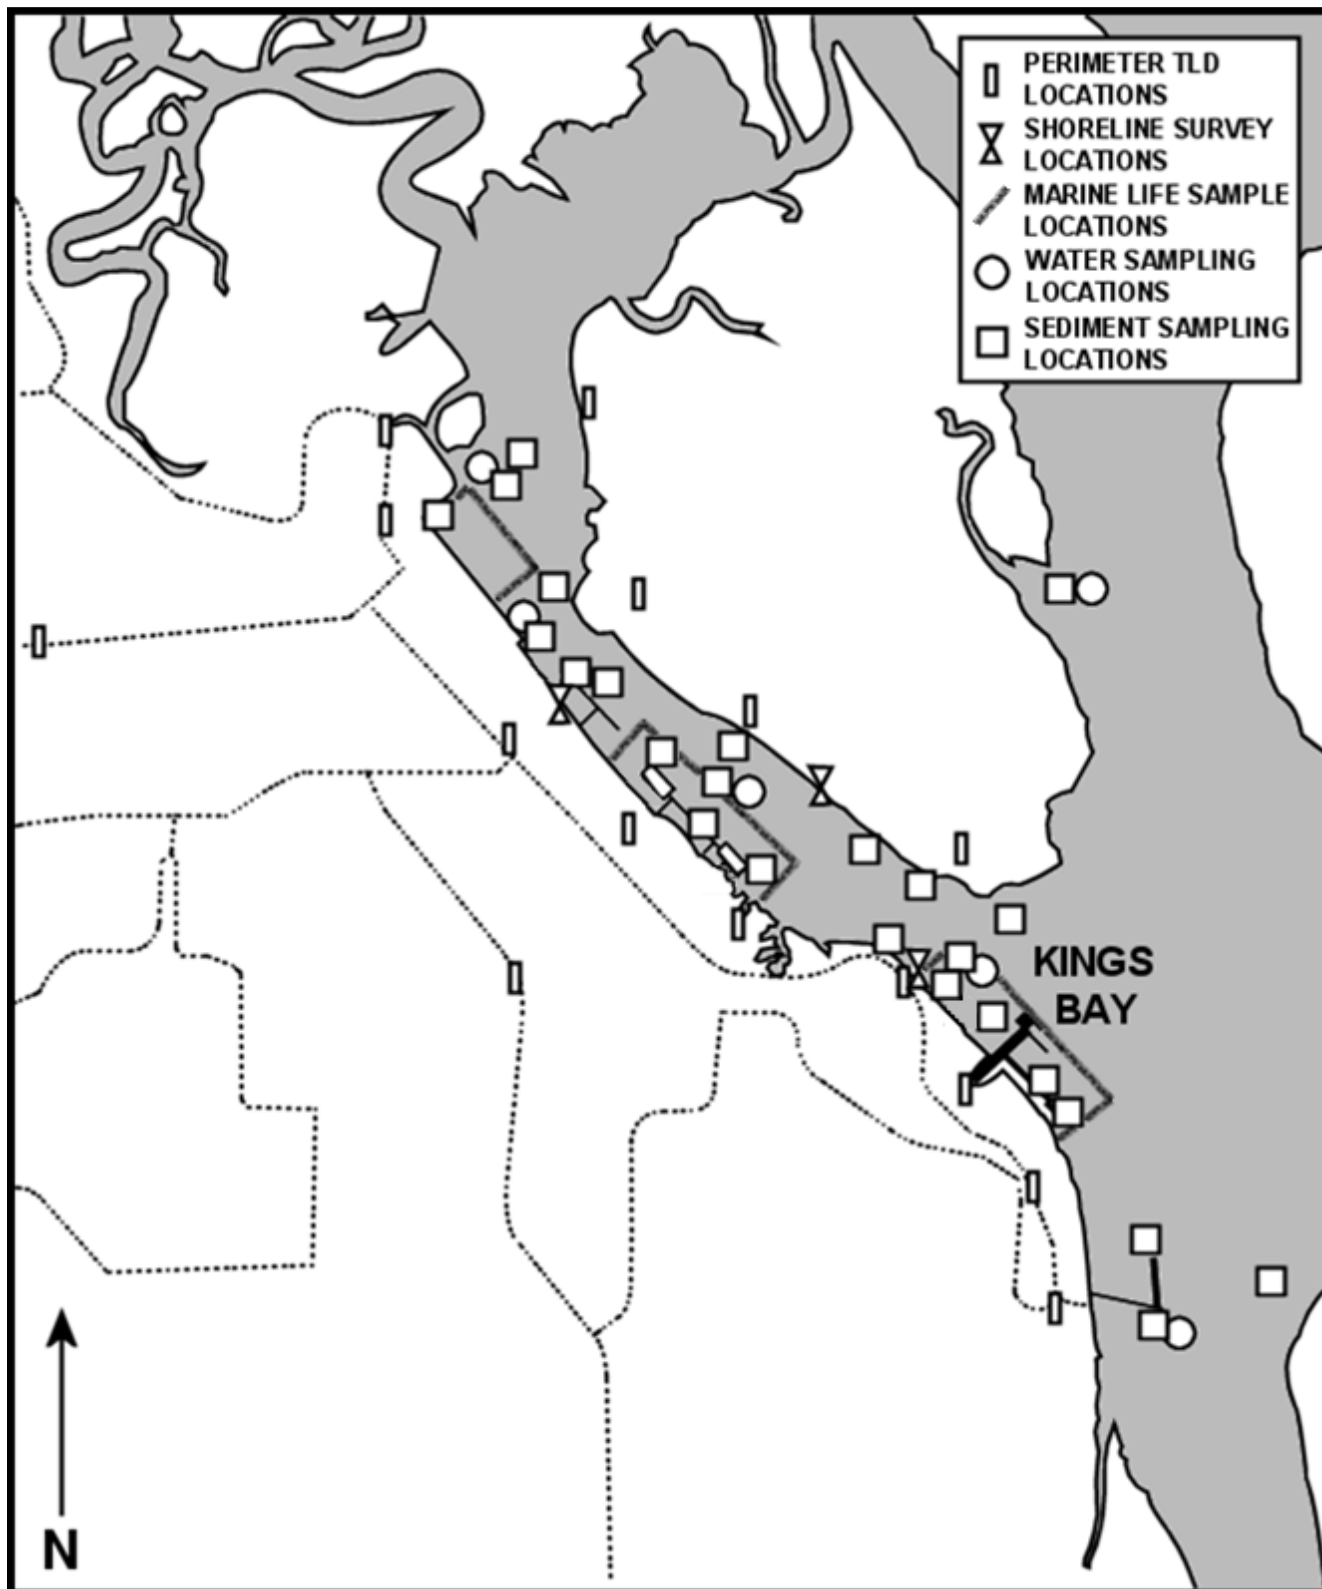 PERIMETER TLD
LOCATIONS
SHORELINE SURVEY
LOCATIONS
MARINE LIFE SAMPLE
LOCATIONS
WATER SAMPLING
LOCATIONS
SEDIMENT SAMPLING
LOCATIONS
KINGS
BAY
N